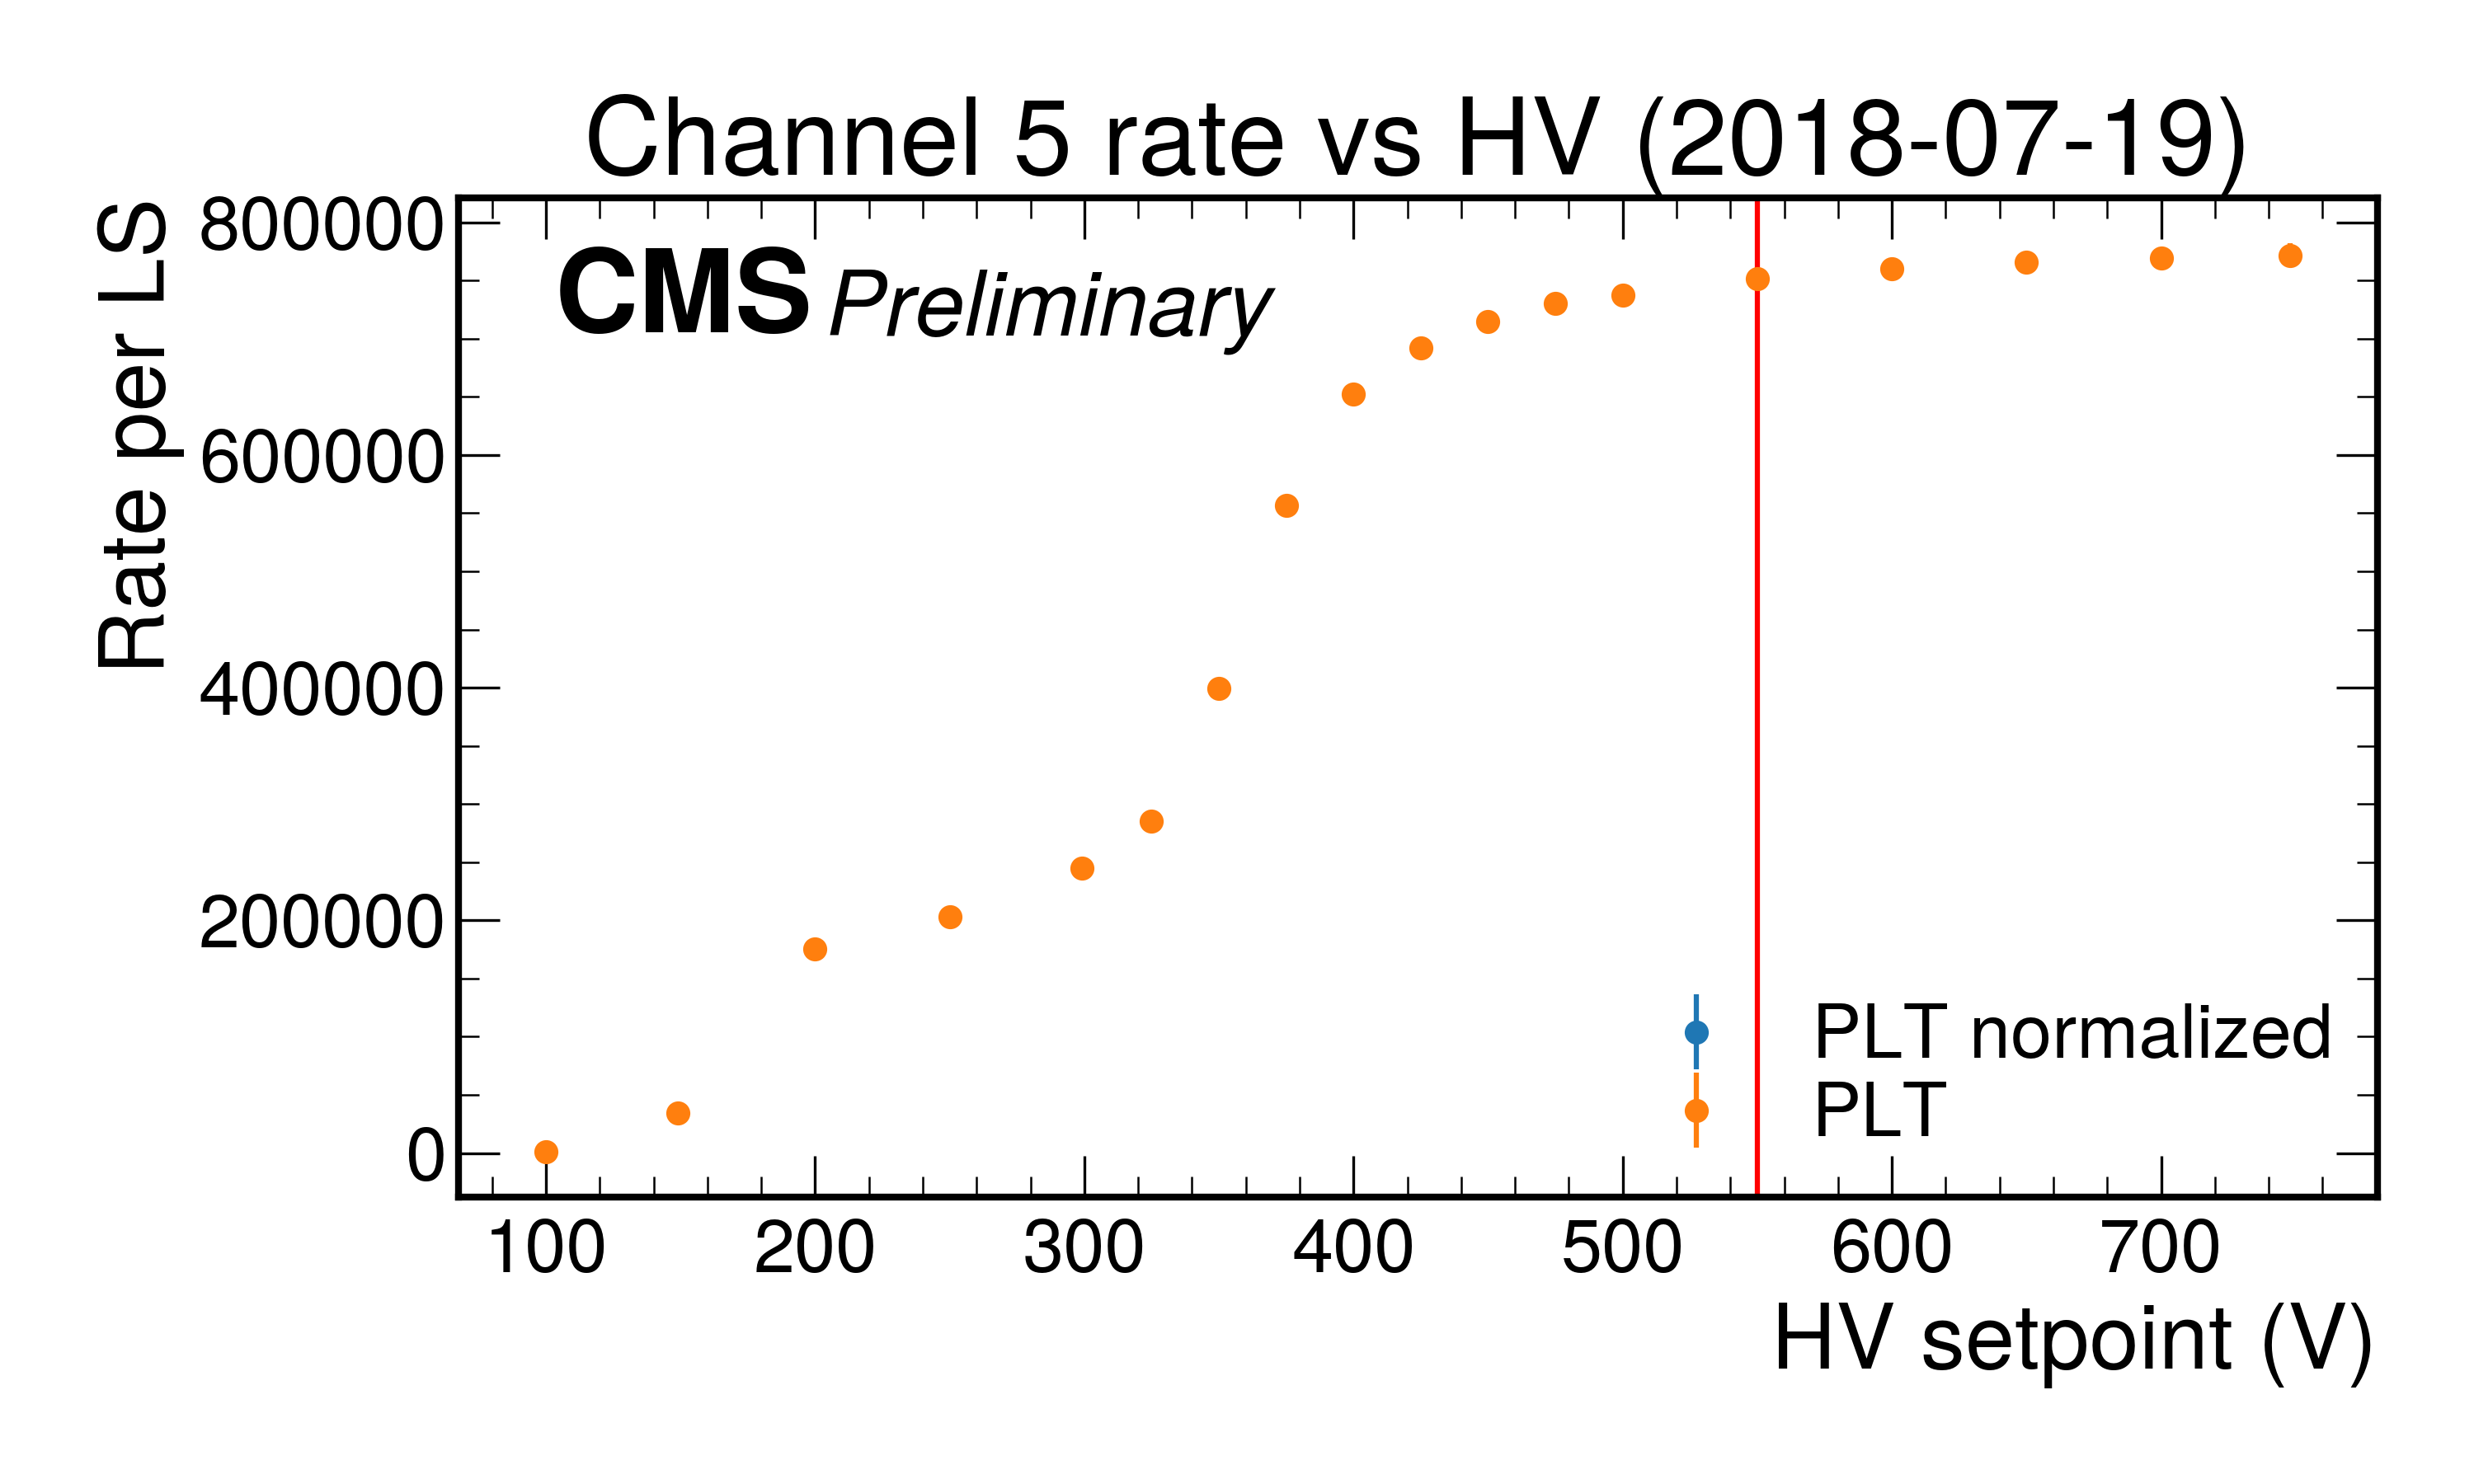 Channel 5 rate vs HV (2018-07-19)
Rate per LS
CMS Preliminary
800000
600000
400000
200000
0
PLT normalized
PLT
100 200 300 400 500 600 700
HV setpoint (V)